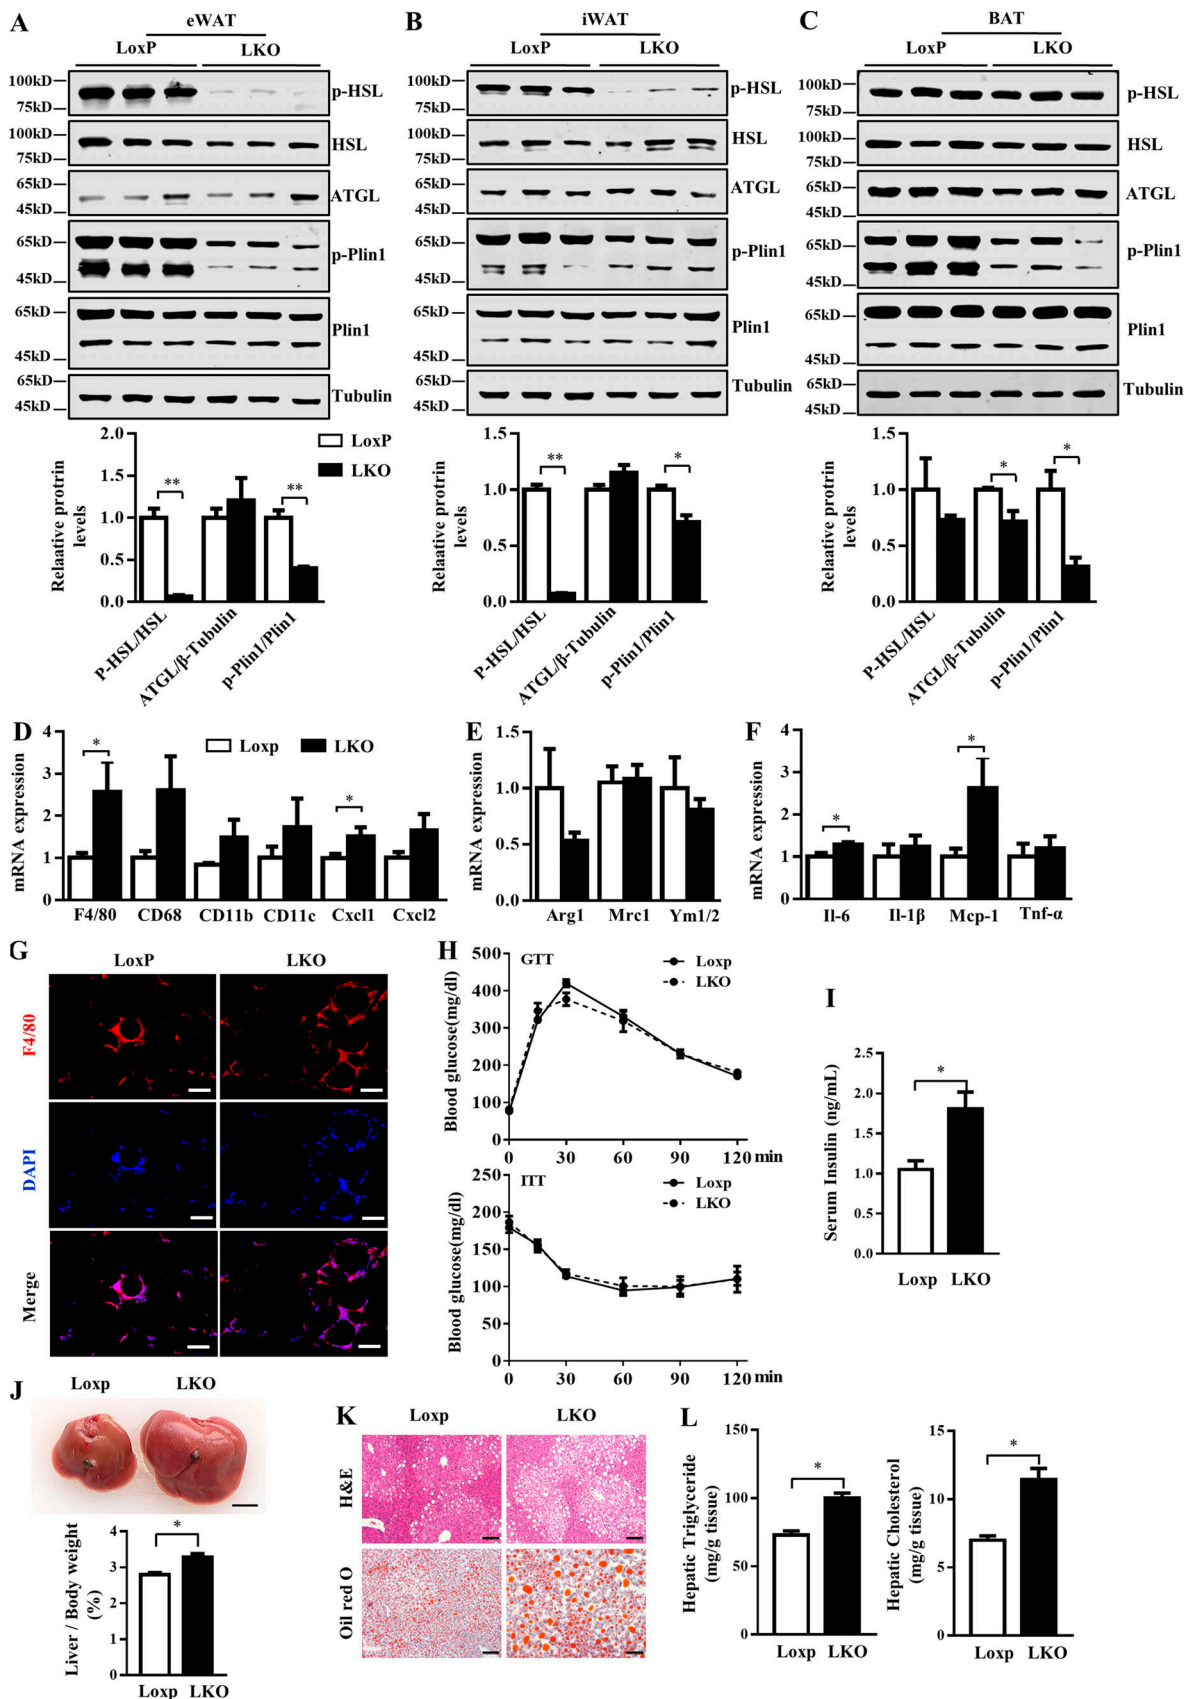 A
eWAT
LoxP LKO
100kD
75kD
p-HSL
100kD
75kD
HSL
65kD
45kD
ATGL
65kD
45kD
p-Plin1
65kD
45kD
Plin1
65kD
45kD
Tubulin
Relaative protrin
levels
2.0
1.5
1.0
0.5
0.0
LoxP
LKO
** **
P-HSL/HSL
ATGL/β-Tubulin
p-Plin1/Plin1
B
iWAT
LoxP LKO
100kD
75kD
p-HSL
100kD
75kD
HSL
65kD
45kD
ATGL
65kD
45kD
p-Plin1
65kD
45kD
Plin1
65kD
45kD
Tubulin
Relaative protrin
levels
1.5
1.0
0.5
0.0
** *
P-HSL/HSL
ATGL/β-Tubulin
p-Plin1/Plin1
C
BAT
LoxP LKO
100kD
75kD
p-HSL
100kD
75kD
HSL
65kD
45kD
ATGL
65kD
45kD
p-Plin1
65kD
45kD
Plin1
65kD
45kD
Tubulin
Relaative protrin
levels
1.5
1.0
0.5
0.0
* *
P-HSL/HSL
ATGL/β-Tubulin
p-Plin1/Plin1
D
mRNA expression
4
3
2
1
0
Loxp LKO
* *
F4/80 CD68 CD11b CD11c Cxcl1 Cxcl2
E
mRNA expression
1.5
1.0
0.5
0.0
Arg1 Mrc1 Ym1/2
F
mRNA expression
4
3
2
1
0
* *
Il-6 Il-1β Mcp-1 Tnf-α
G
LoxP LKO
F4/80
DAPI
Merge
H
GTT
Loxp
LKO
Blood glucose(mg/dl)
500
400
300
200
100
0
0 30 60 90 120 min
ITT
Loxp
LKO
Blood glucose(mg/dl)
250
200
150
100
50
0
0 30 60 90 120 min
I
Serum Insulin (ng/mL)
2.5
2.0
1.5
1.0
0.5
0.0
*
Loxp LKO
J
Loxp LKO
Liver / Body weight
(%)
4
3
2
1
0
*
Loxp LKO
K
Loxp LKO
H&E
Oil red O
L
Hepatic Triglyceride
(mg/g tissue)
150
100
50
0
*
Loxp LKO
Hepatic Cholesterol
(mg/g tissue)
15
10
5
0
*
Loxp LKO